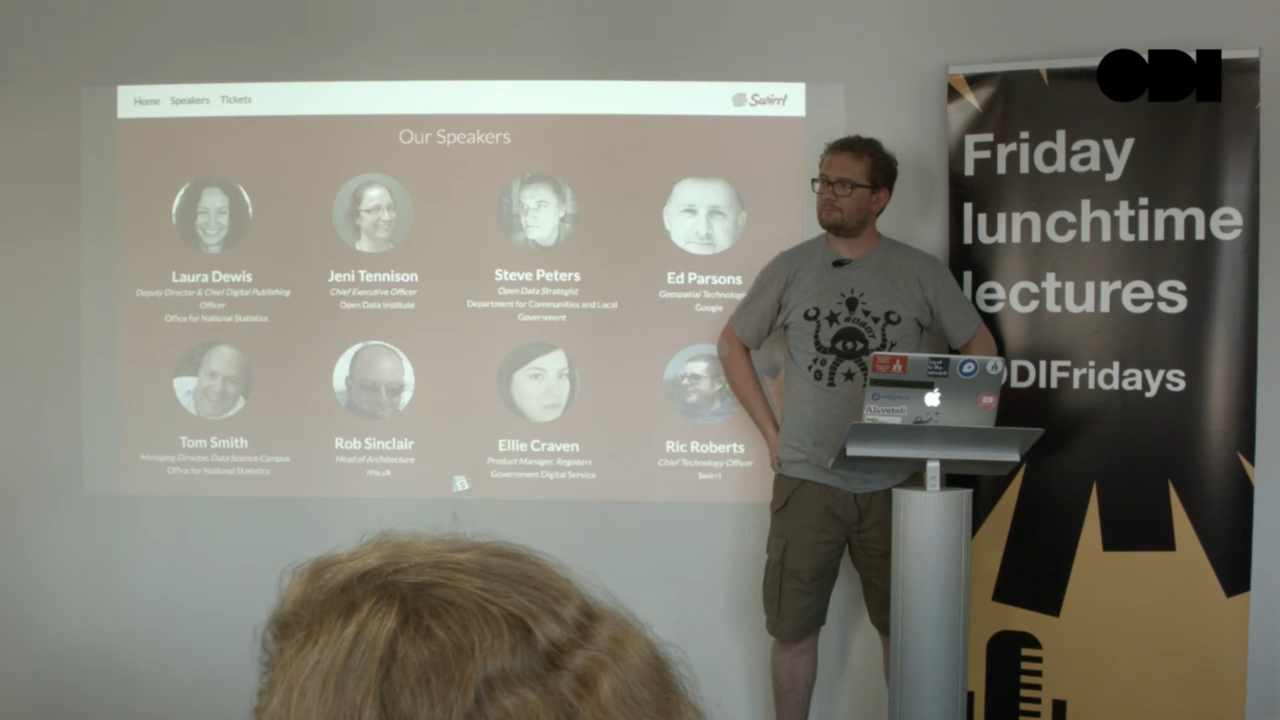 ODI
Home Speakers Tickets
Swirrl
Our Speakers
Laura Dewis
Deputy Director & Chief Digital Publishing
Officer
Office for National Statistics
Jeni Tennison
Chief Executive Officer
Open Data Institute
Steve Peters
Open Data Strategist
Department for Communities and Local
Government
Ed Parsons
Geospatial
Google
Tom Smith
Managing Director, Data Science Campus
Office for National Statistics
Rob Sinclair
Head of Architecture
nhs.uk
Ellie Craven
Product Manager, Registers
Government Digital Service
Ric Roberts
Chief Technology Officer
Swirrl
ROBOT
Alaveteli
Friday
lunchtime
lectures
DIFridays